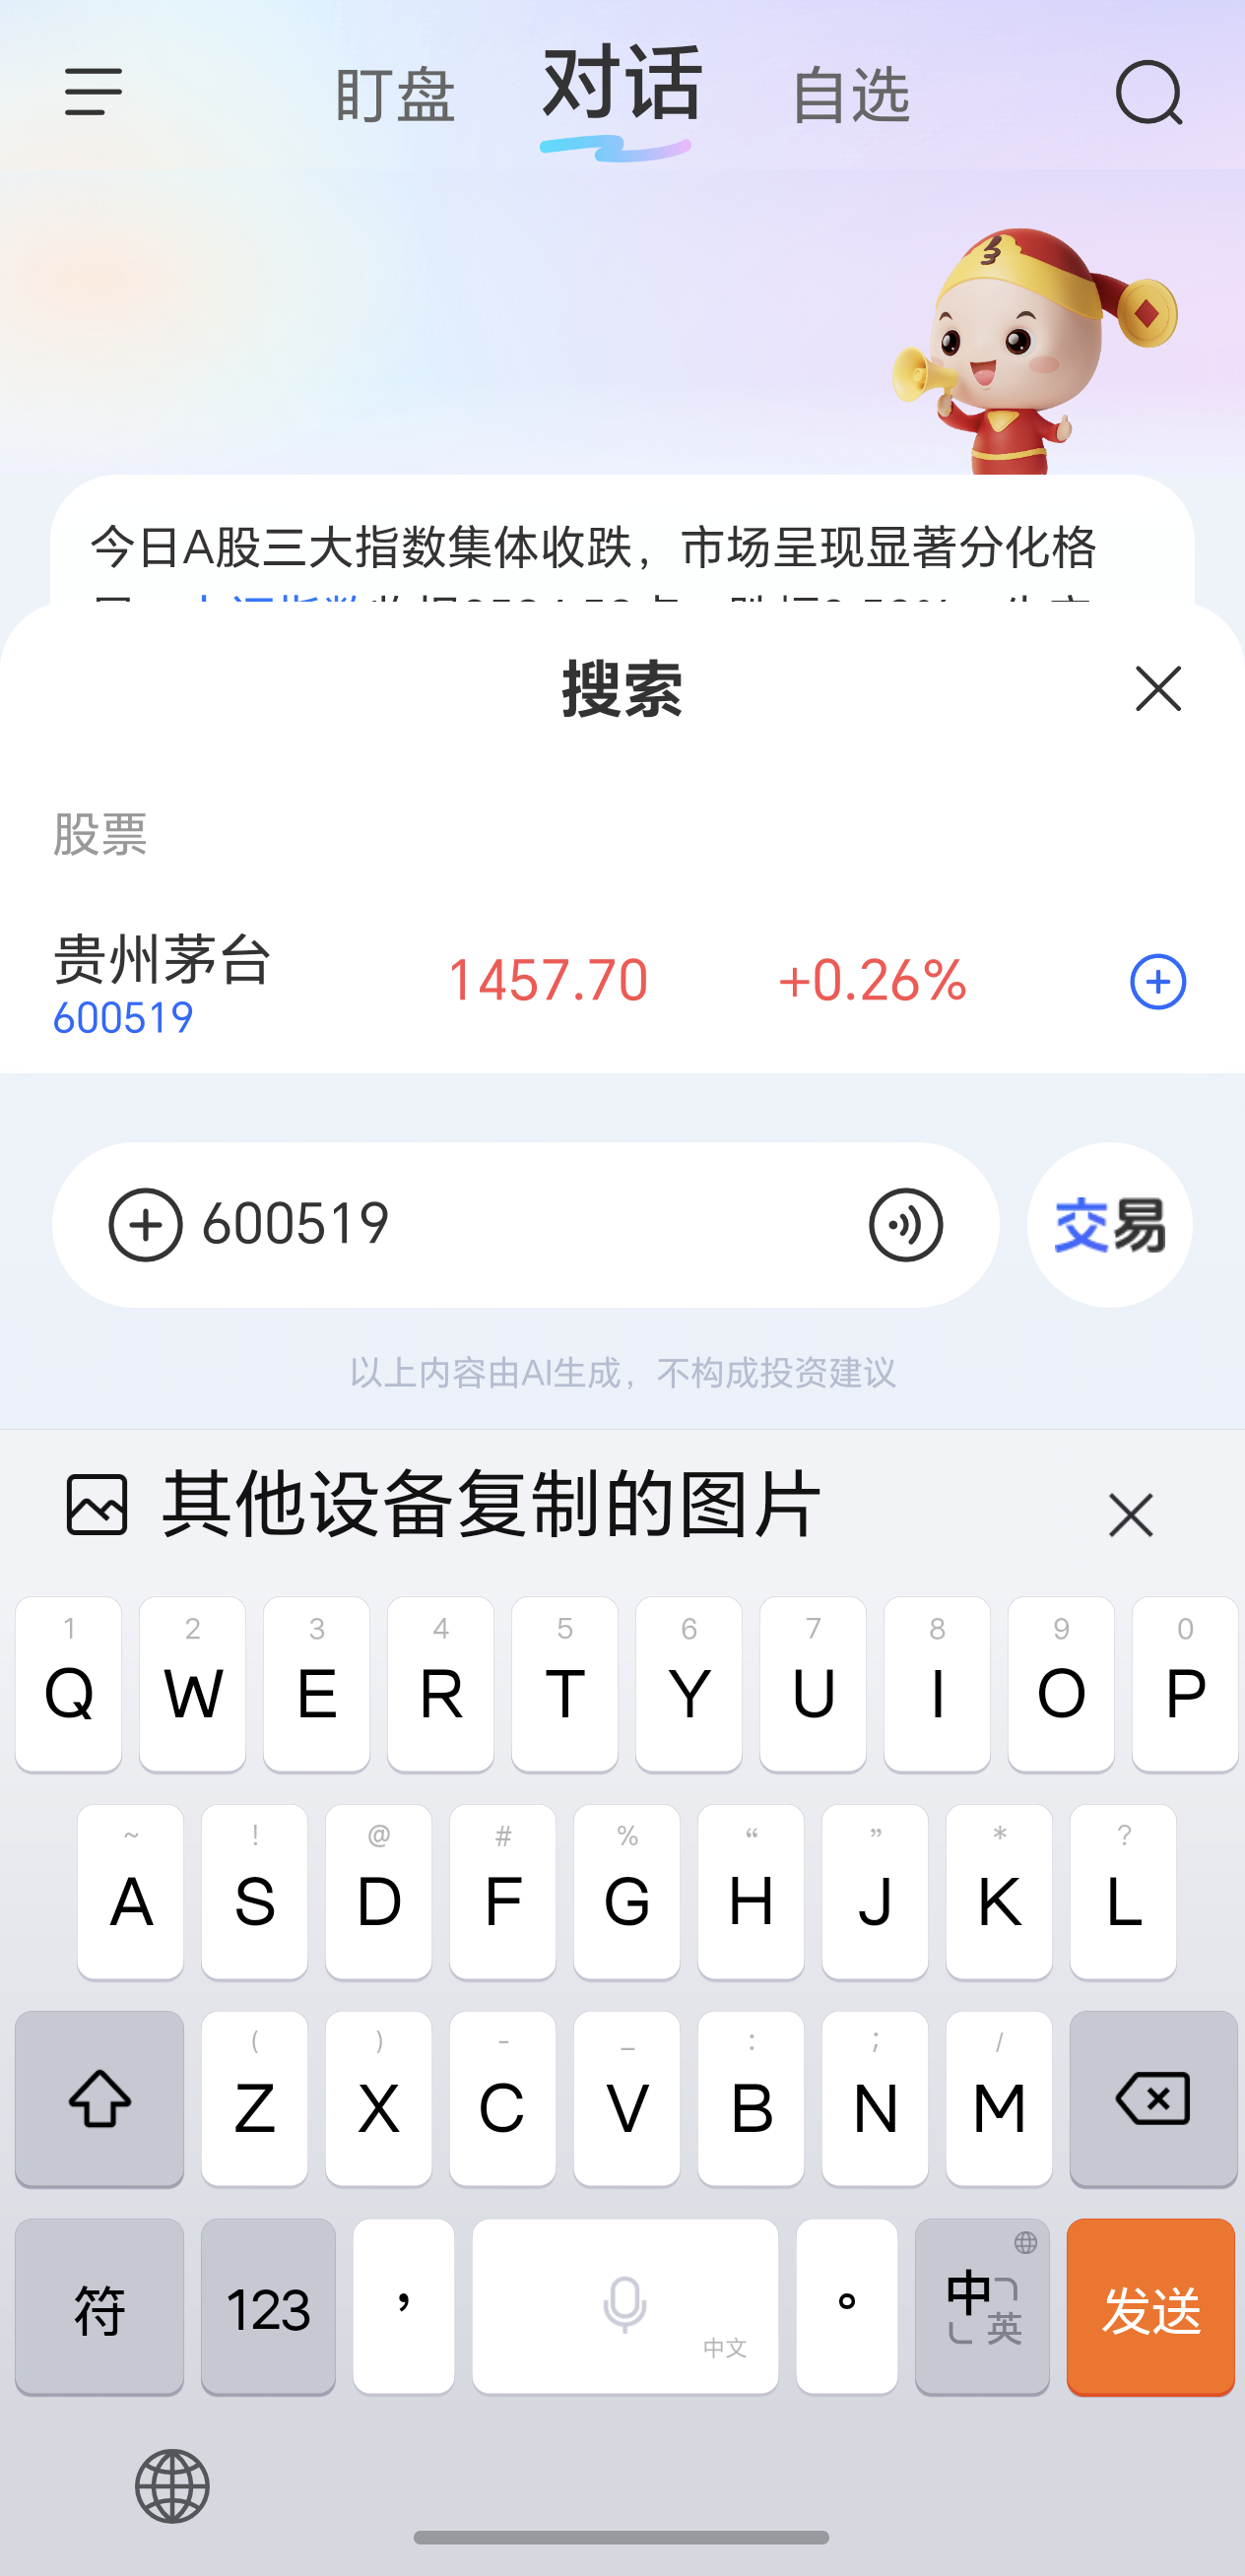 盯盘 对话 自选
今日A股三大指数集体收跌，市场呈现显著分化格
搜索
股票
贵州茅台 1457.70 +0.26%
600519
600519 交易
以上内容由AI生成，不构成投资建议
其他设备复制的图片
1 2 3 4 5 6 7 8 9 0
Q W E R T Y U I O P
~ ! @ # % “ ” * ?
A S D F G H J K L
( ) - _ : ; /
Z X C V B N M
符 123 ， 中文 。 中 英 发送